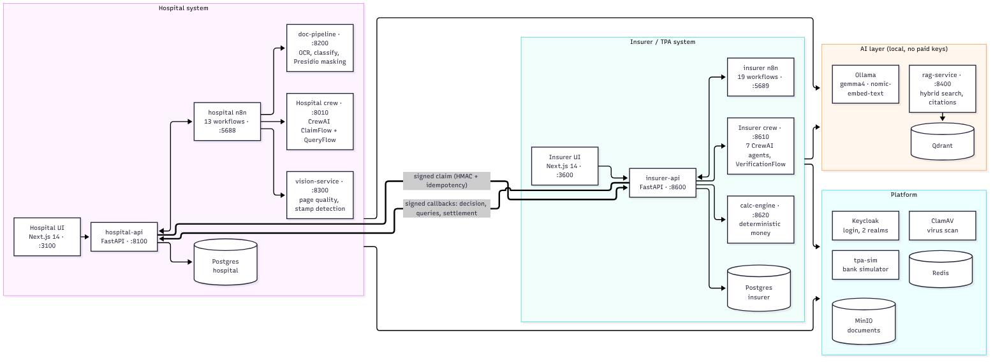 Hospital system
doc-pipeline ·
:8200
OCR, classify,
Presidio masking
hospital n8n
13 workflows ·
:5688
Hospital crew ·
:8010
CrewAI
ClaimFlow +
QueryFlow
vision-service ·
:8300
page quality,
stamp detection
Hospital UI
Next.js 14 ·
:3100
hospital-api
FastAPI · :8100
Postgres
hospital
signed claim (HMAC +
idempotency)
signed callbacks: decision,
queries, settlement
Insurer / TPA system
insurer n8n
19 workflows ·
:5689
Insurer crew ·
:8610
7 CrewAI
agents,
VerificationFlow
Insurer UI
Next.js 14 ·
:3600
insurer-api
FastAPI · :8600
calc-engine ·
:8620
deterministic
money
Postgres
insurer
AI layer (local, no paid keys)
Ollama
gemma4 · nomic-
embed-text
rag-service ·
:8400
hybrid search,
citations
Qdrant
Platform
Keycloak
login, 2 realms
ClamAV
virus scan
tpa-sim
bank simulator
Redis
MinIO
documents